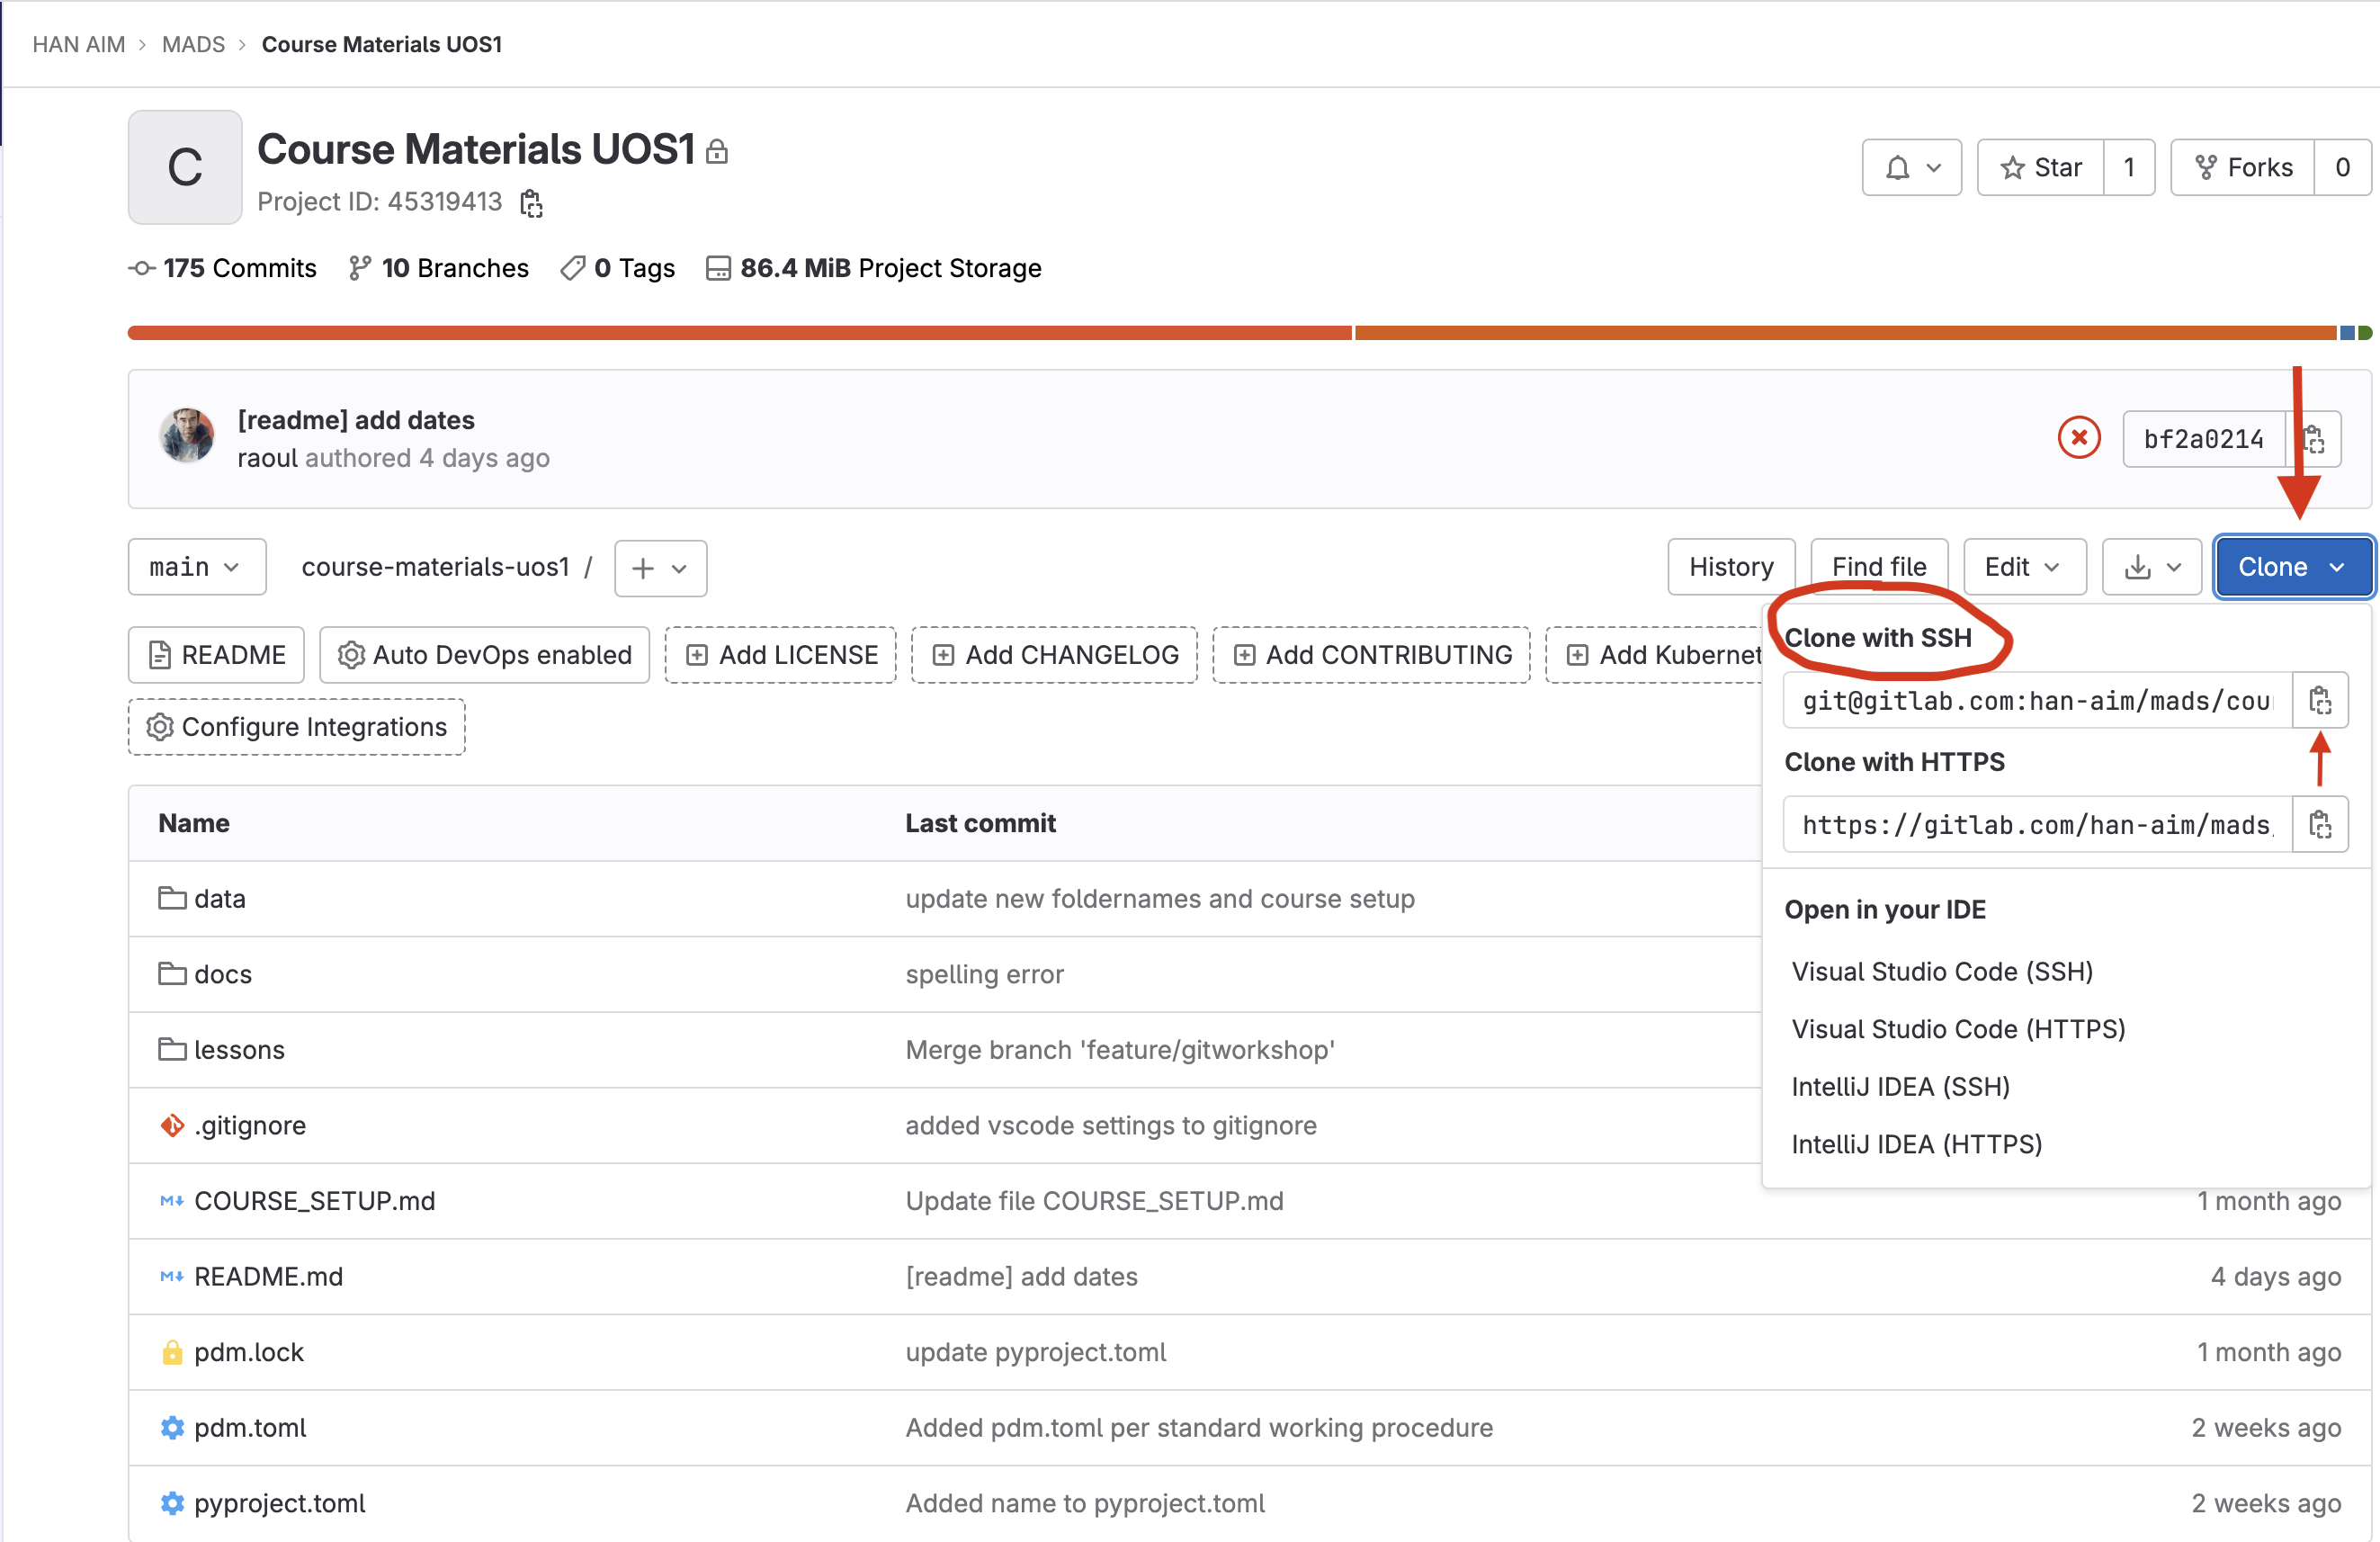 HAN AIM > MADS > Course Materials UOS1
C
Course Materials UOS1
Project ID: 45319413
Star 1
Forks 0
175 Commits 10 Branches 0 Tags 86.4 MiB Project Storage
[readme] add dates
raoul authored 4 days ago
bf2a0214
main course-materials-uos1 / +
History Find file Edit Clone
README Auto DevOps enabled Add LICENSE Add CHANGELOG Add CONTRIBUTING Add Kubernet
Configure Integrations
Clone with SSH
git@gitlab.com:han-aim/mads/cou
Clone with HTTPS
https://gitlab.com/han-aim/mads
Open in your IDE
Visual Studio Code (SSH)
Visual Studio Code (HTTPS)
IntelliJ IDEA (SSH)
IntelliJ IDEA (HTTPS)
Name Last commit
data update new foldernames and course setup
docs spelling error
lessons Merge branch 'feature/gitworkshop'
.gitignore added vscode settings to gitignore
COURSE_SETUP.md Update file COURSE_SETUP.md 1 month ago
README.md [readme] add dates 4 days ago
pdm.lock update pyproject.toml 1 month ago
pdm.toml Added pdm.toml per standard working procedure 2 weeks ago
pyproject.toml Added name to pyproject.toml 2 weeks ago